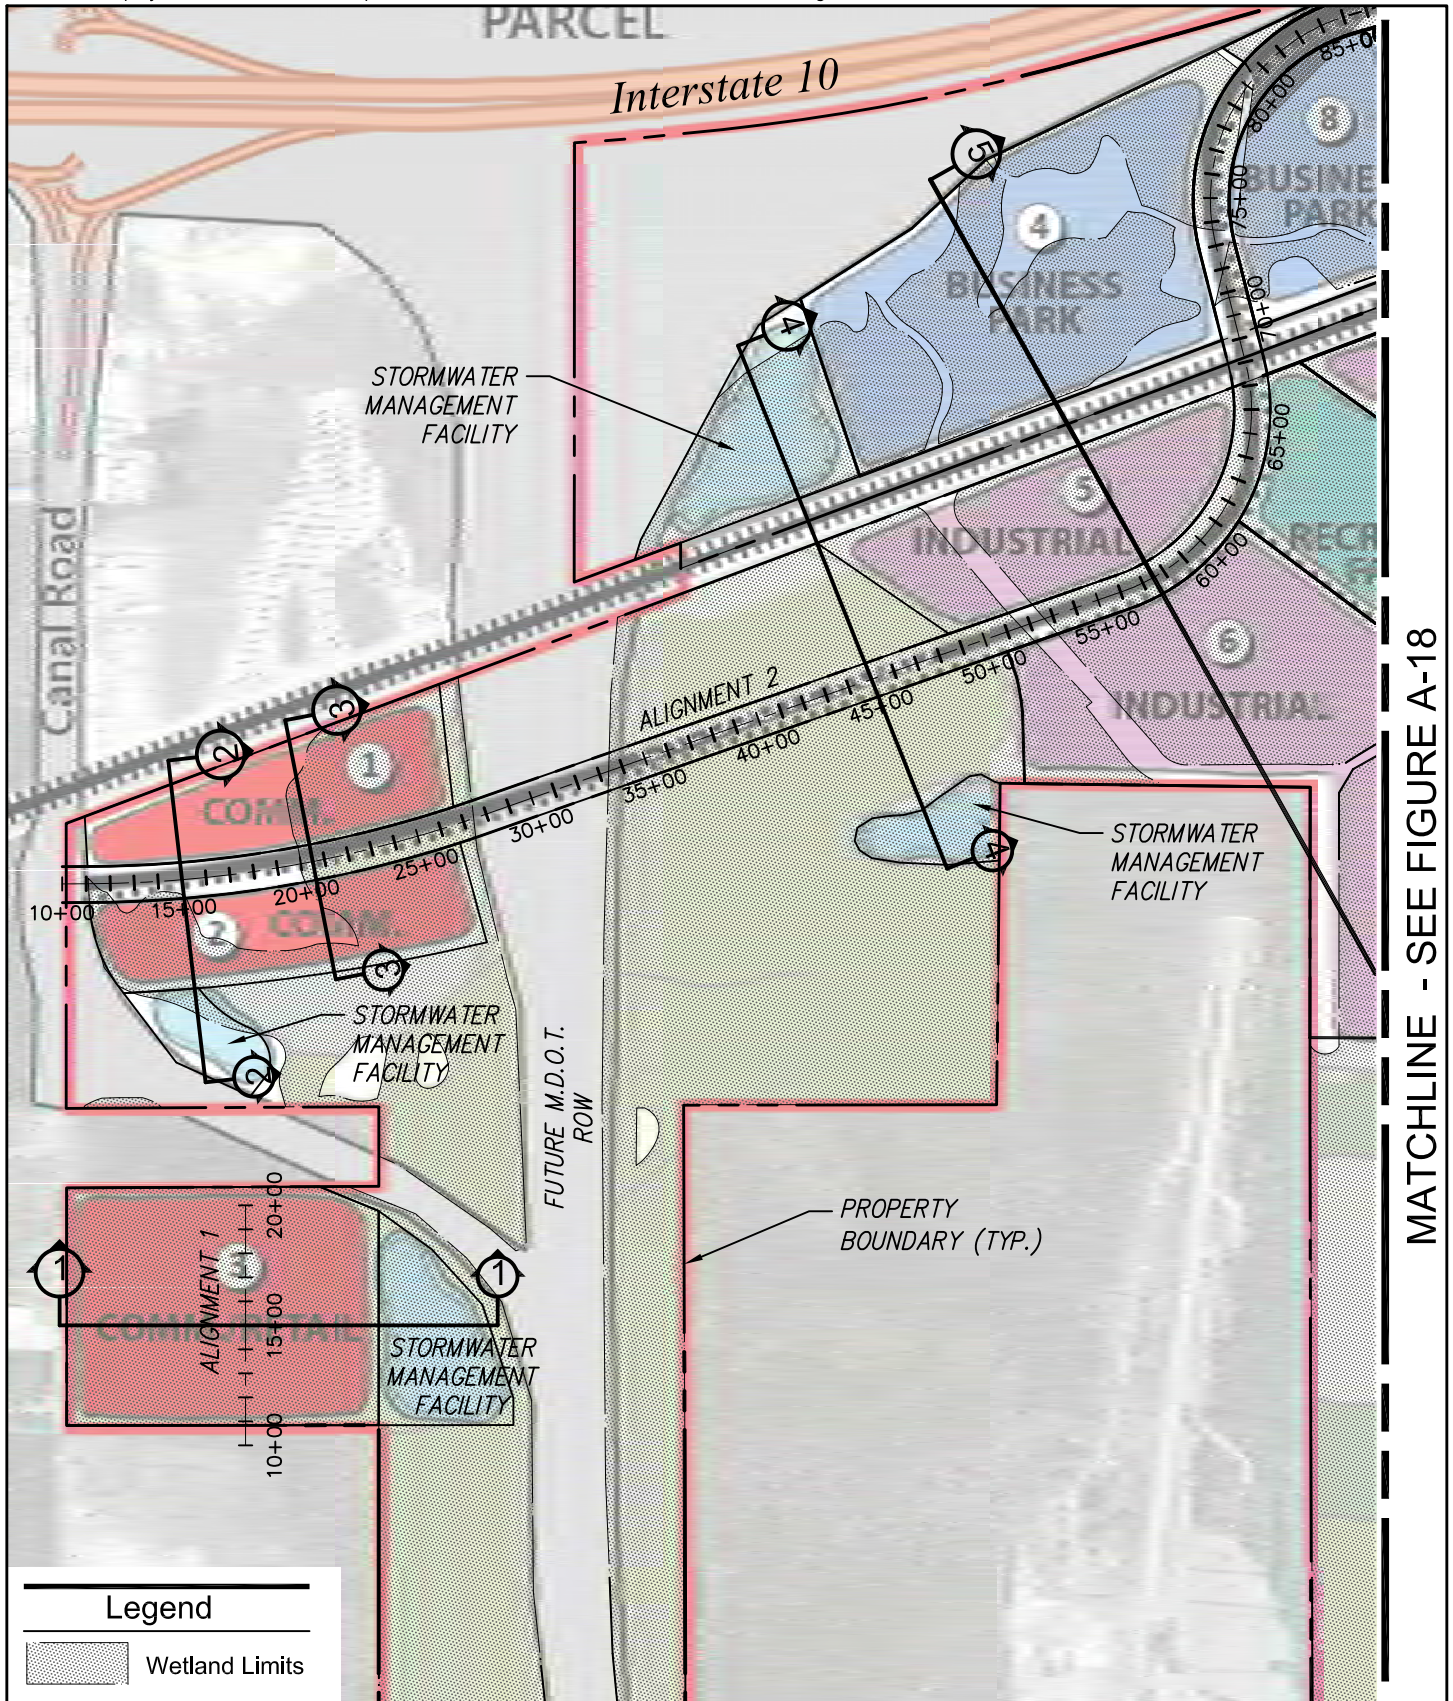 PARCEL
Interstate 10
85+0
80+00
8
BUSINE
PARK
75+00
5
4
BUSINESS
PARK
4
70+00
STORMWATER
MANAGEMENT
FACILITY
65+00
5
INDUSTRIAL
RECR
60+00
Canal Road
55+00
6
50+00
INDUSTRIAL
ALIGNMENT 2
45+00
40+00
35+00
30+00
3
2
1
COMM.
25+00
20+00
15+00
10+00
2
COMM.
3
4
STORMWATER
MANAGEMENT
FACILITY
STORMWATER
MANAGEMENT
FACILITY
2
FUTURE M.D.O.T.
ROW
PROPERTY
BOUNDARY (TYP.)
20+00
ALIGNMENT 1
3
1
1
15+00
COMM./RETAIL
STORMWATER
MANAGEMENT
FACILITY
10+00
MATCHLINE - SEE FIGURE A-18
Legend
Wetland Limits